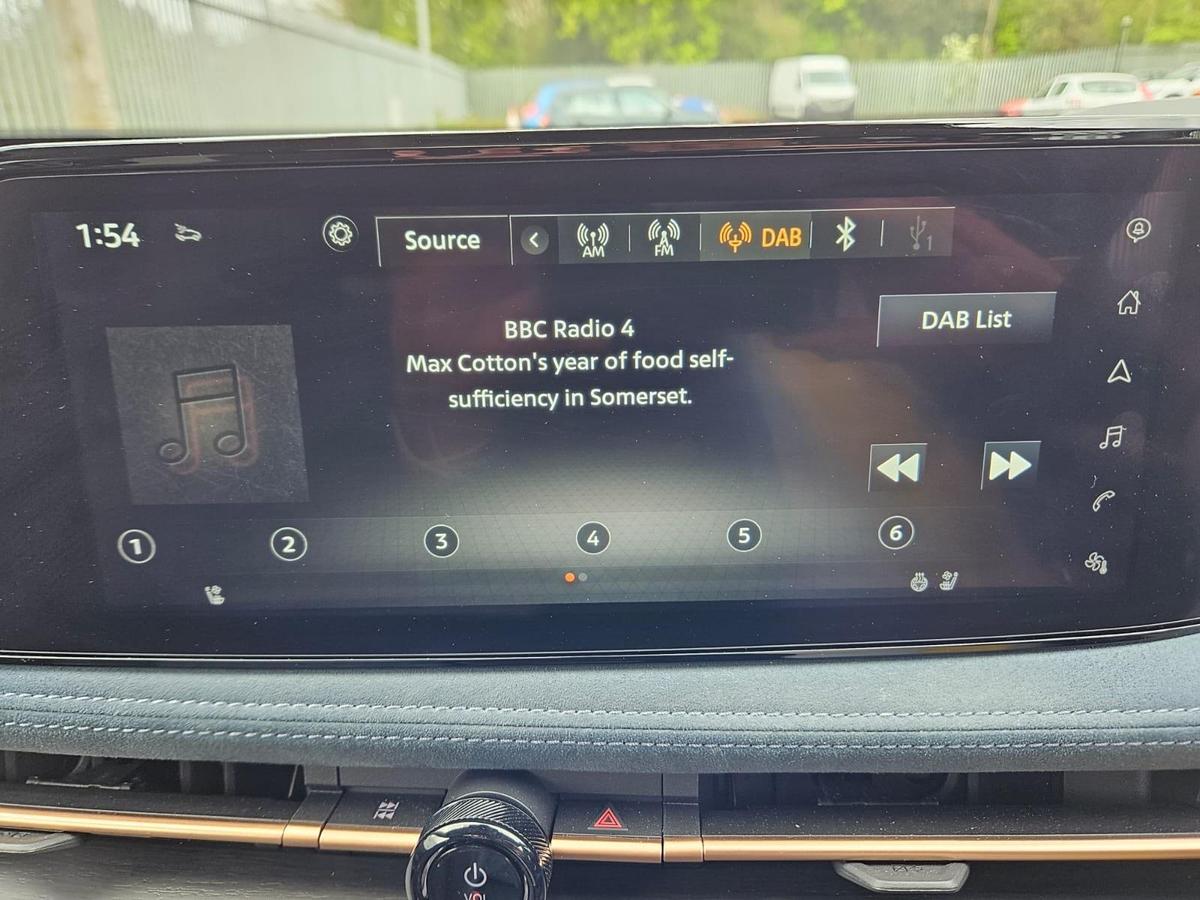 1:54
Source
AM
FM
DAB
1
BBC Radio 4
DAB List
Max Cotton's year of food self-
sufficiency in Somerset.
1
2
3
4
5
6
VOL